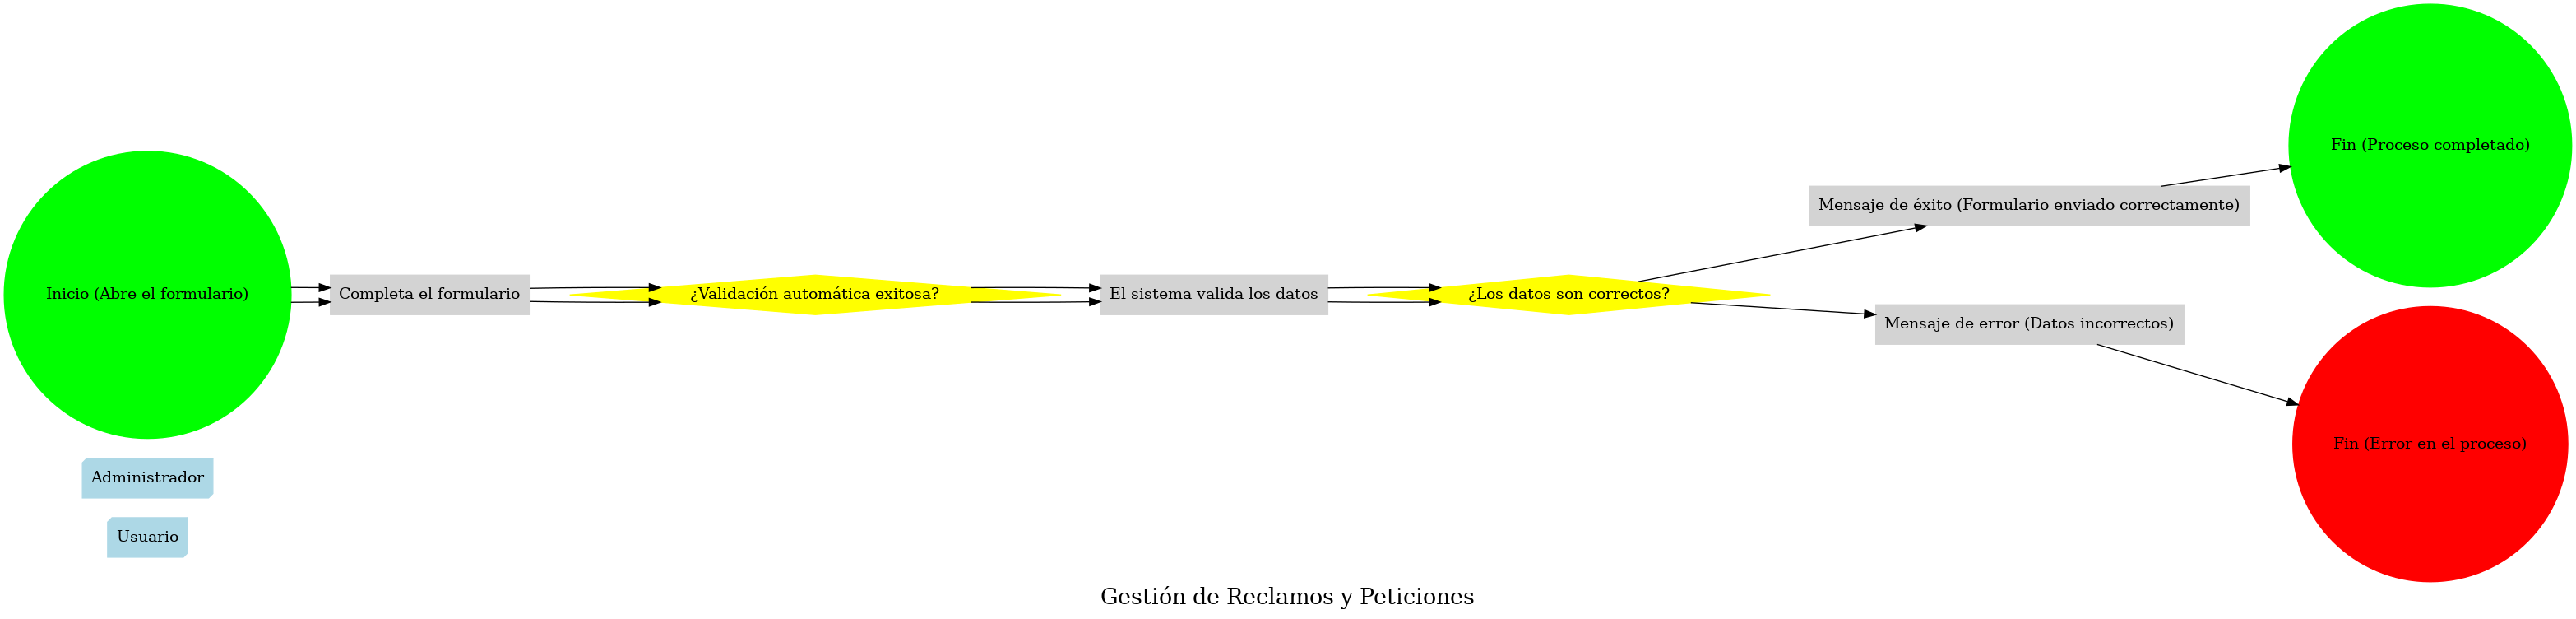 Inicio (Abre el formulario)
Completa el formulario
¿Validación automática exitosa?
El sistema valida los datos
¿Los datos son correctos?
Mensaje de éxito (Formulario enviado correctamente)
Fin (Proceso completado)
Mensaje de error (Datos incorrectos)
Fin (Error en el proceso)
Administrador
Usuario
Gestión de Reclamos y Peticiones